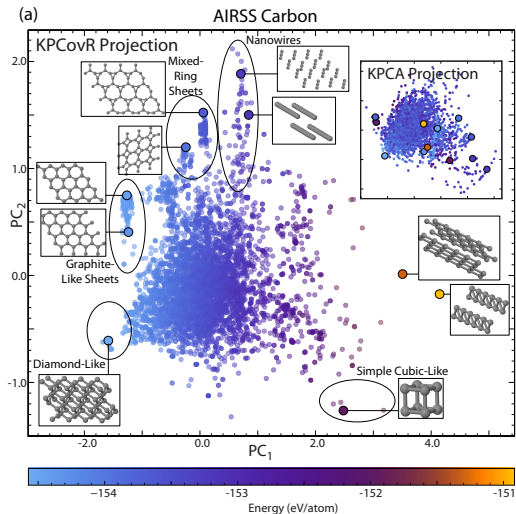 (a)
AIRSS Carbon
KPCovR Projection
Mixed-
Ring
Sheets
Nanowires
KPCA Projection
2.0
1.0
0.0
-1.0
PC2
Graphite-
Like Sheets
Diamond-Like
Simple Cubic-Like
-2.0 0.0 2.0 4.0
PC1
−154 −153 −152 -151
Energy (eV/atom)